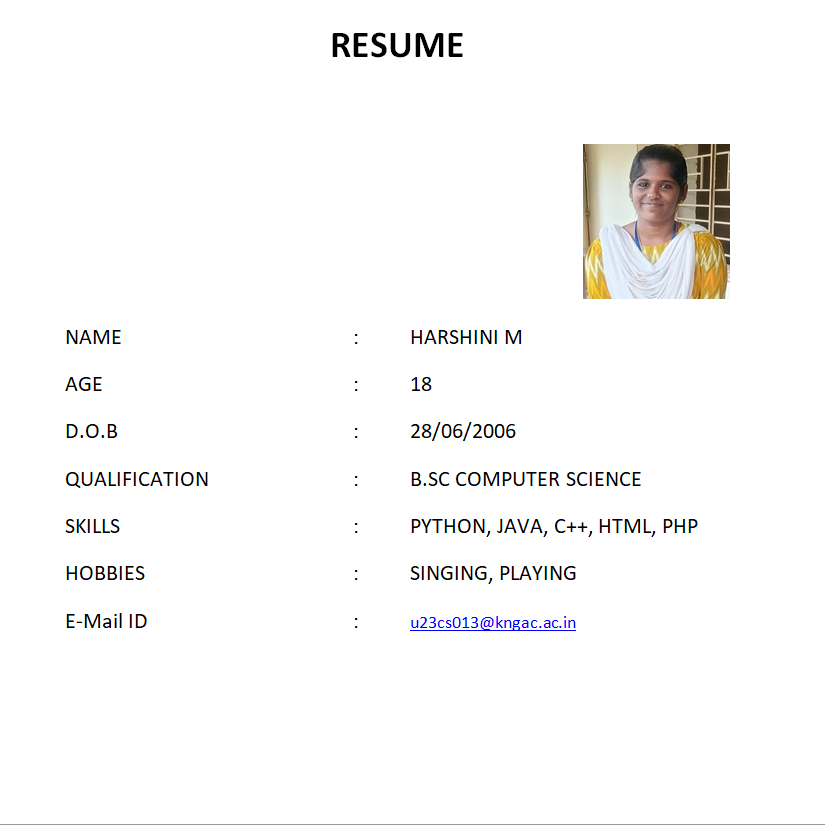 RESUME
NAME : HARSHINI M
AGE : 18
D.O.B : 28/06/2006
QUALIFICATION : B.SC COMPUTER SCIENCE
SKILLS : PYTHON, JAVA, C++, HTML, PHP
HOBBIES : SINGING, PLAYING
E-Mail ID : u23cs013@kngac.ac.in